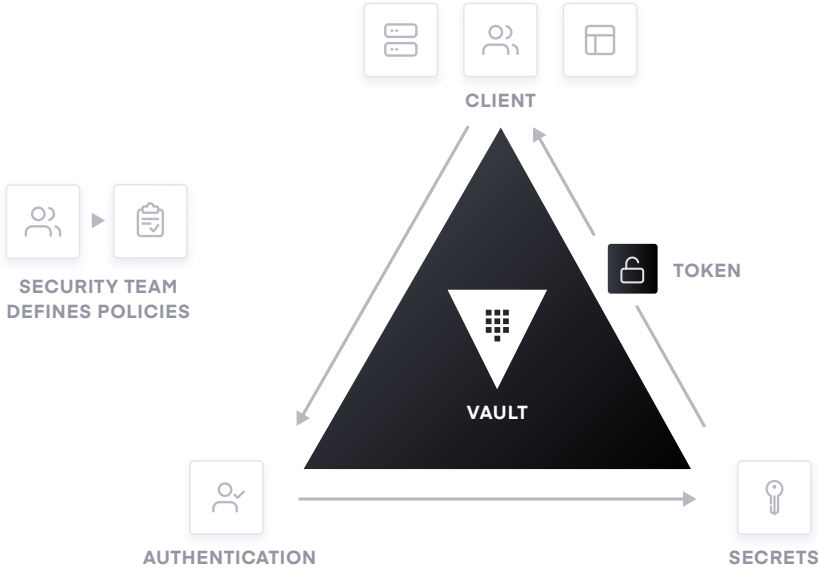 CLIENT
TOKEN
SECURITY TEAM
DEFINES POLICIES
VAULT
AUTHENTICATION
SECRETS